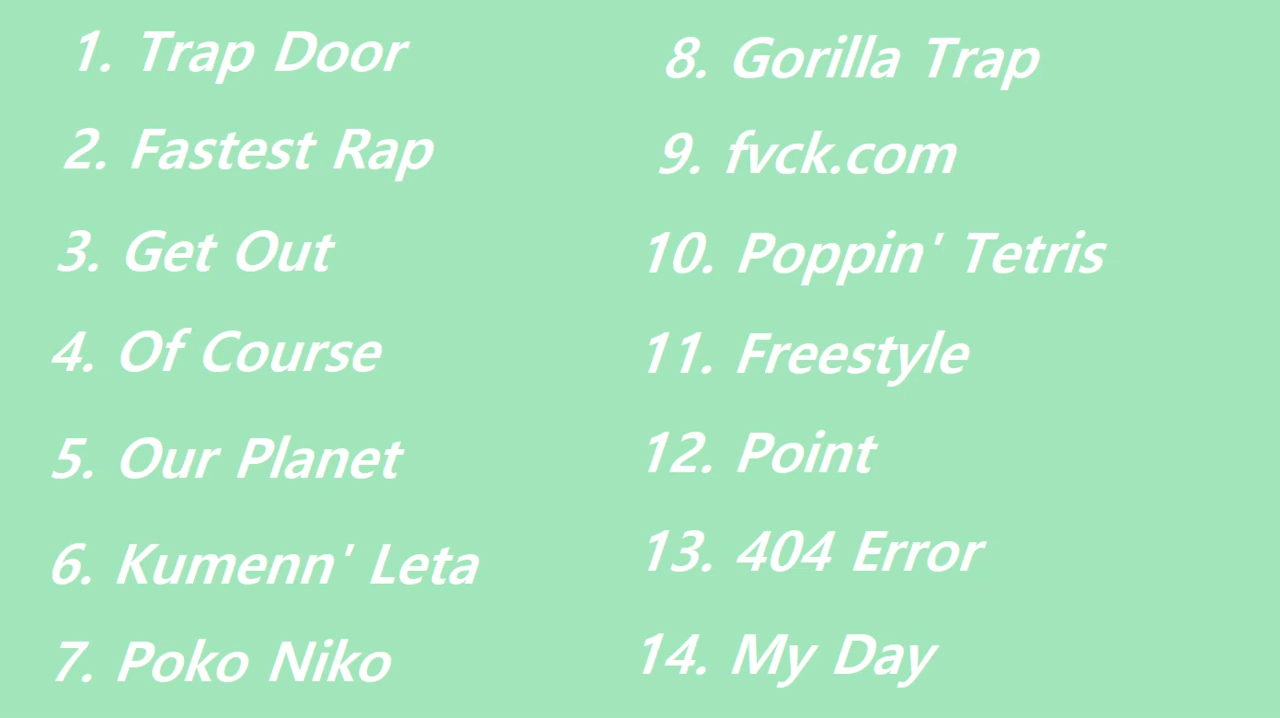 1. Trap Door
2. Fastest Rap
3. Get Out
4. Of Course
5. Our Planet
6. Kumenn' Leta
7. Poko Niko
8. Gorilla Trap
9. fvck.com
10. Poppin' Tetris
11. Freestyle
12. Point
13. 404 Error
14. My Day